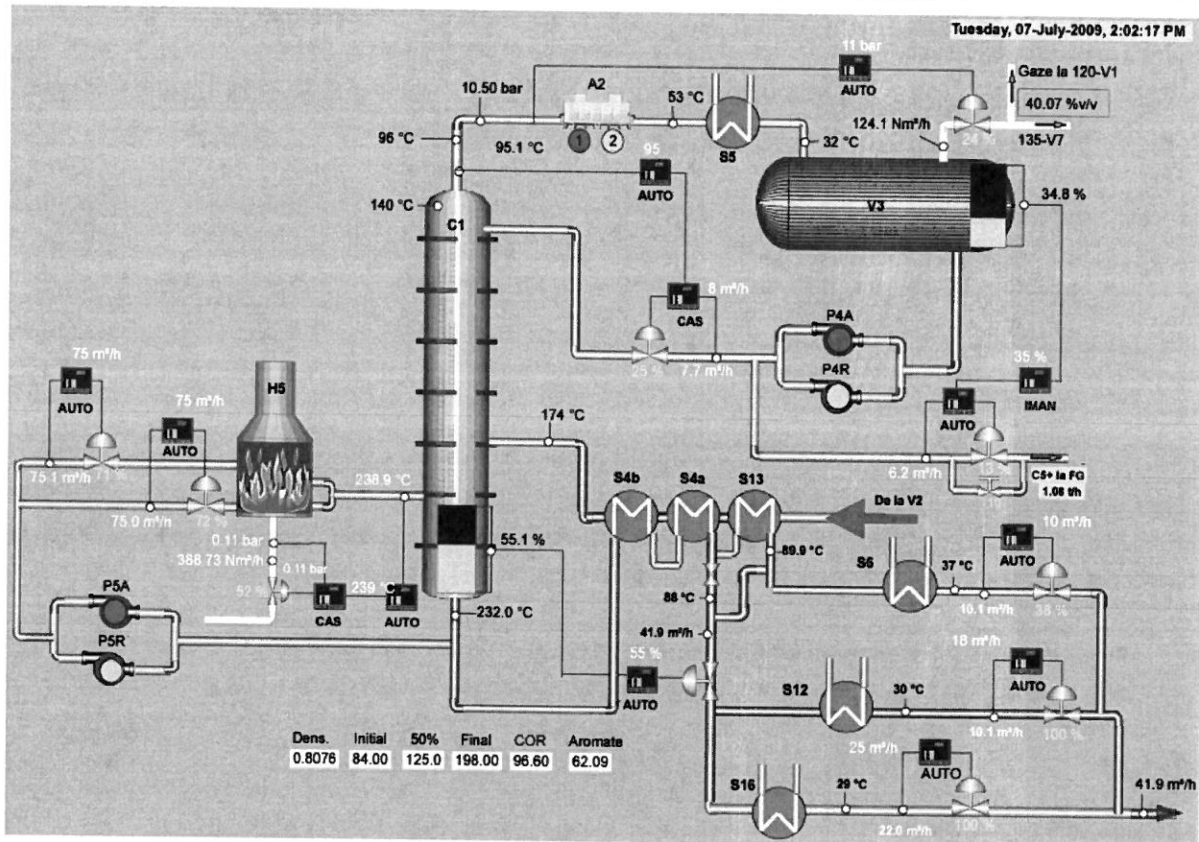 Tuesday, 07-July-2009, 2:02:17 PM
11 bar
AUTO
Gaze la 120-V1
40.07 %v/v
135-V7
24 %
124.1 Nm³/h
10.50 bar
A2
1
2
53 °C
S5
32 °C
96 °C
95.1 °C
95
AUTO
140 °C
C1
V3
34.8 %
8 m³/h
CAS
25 %
7.7 m³/h
P4A
P4R
35 %
IMAN
AUTO
6.2 m³/h
13 %
C5+ la FG
1.06 t/h
75 m³/h
AUTO
75.1 m³/h
71 %
75 m³/h
AUTO
75.0 m³/h
72 %
H5
174 °C
238.9 °C
S4b
S4a
S13
De la V2
55.1 %
89.9 °C
0.11 bar
388.73 Nm³/h
0.11 bar
52 %
CAS
239 °C
AUTO
232.0 °C
P5A
P5R
86 °C
41.9 m³/h
55 %
AUTO
S6
37 °C
10 m³/h
AUTO
10.1 m³/h
38 %
S12
30 °C
18 m³/h
AUTO
10.1 m³/h
100 %
S16
29 °C
25 m³/h
AUTO
22.0 m³/h
100 %
41.9 m³/h
Dens. Initial 50% Final COR Aromate
0.8076 84.00 125.0 198.00 96.60 62.09